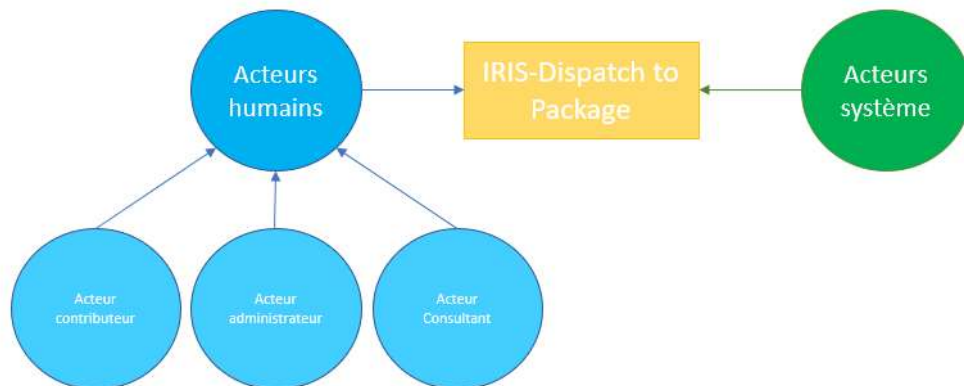 Acteurs
humains
IRIS-Dispatch to
Package
Acteurs
système
Acteur
contributeur
Acteur
administrateur
Acteur
Consultant